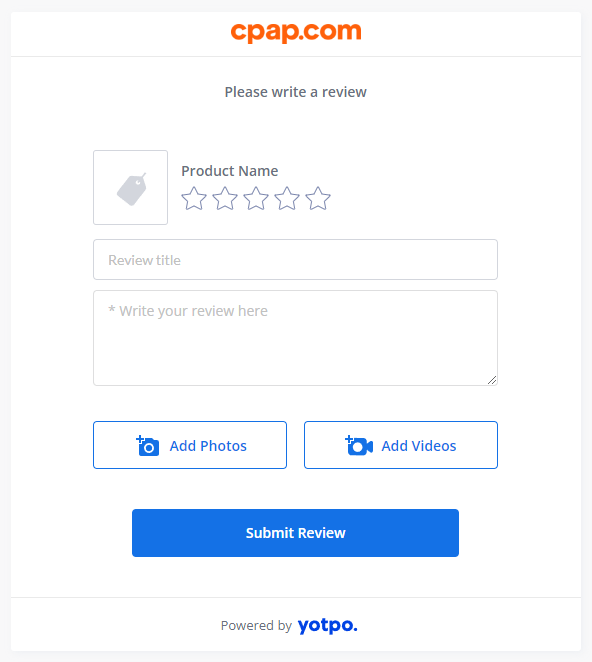 cpap.com
Please write a review
Product Name
Review title
* Write your review here
Add Photos
Add Videos
Submit Review
Powered by yotpo.